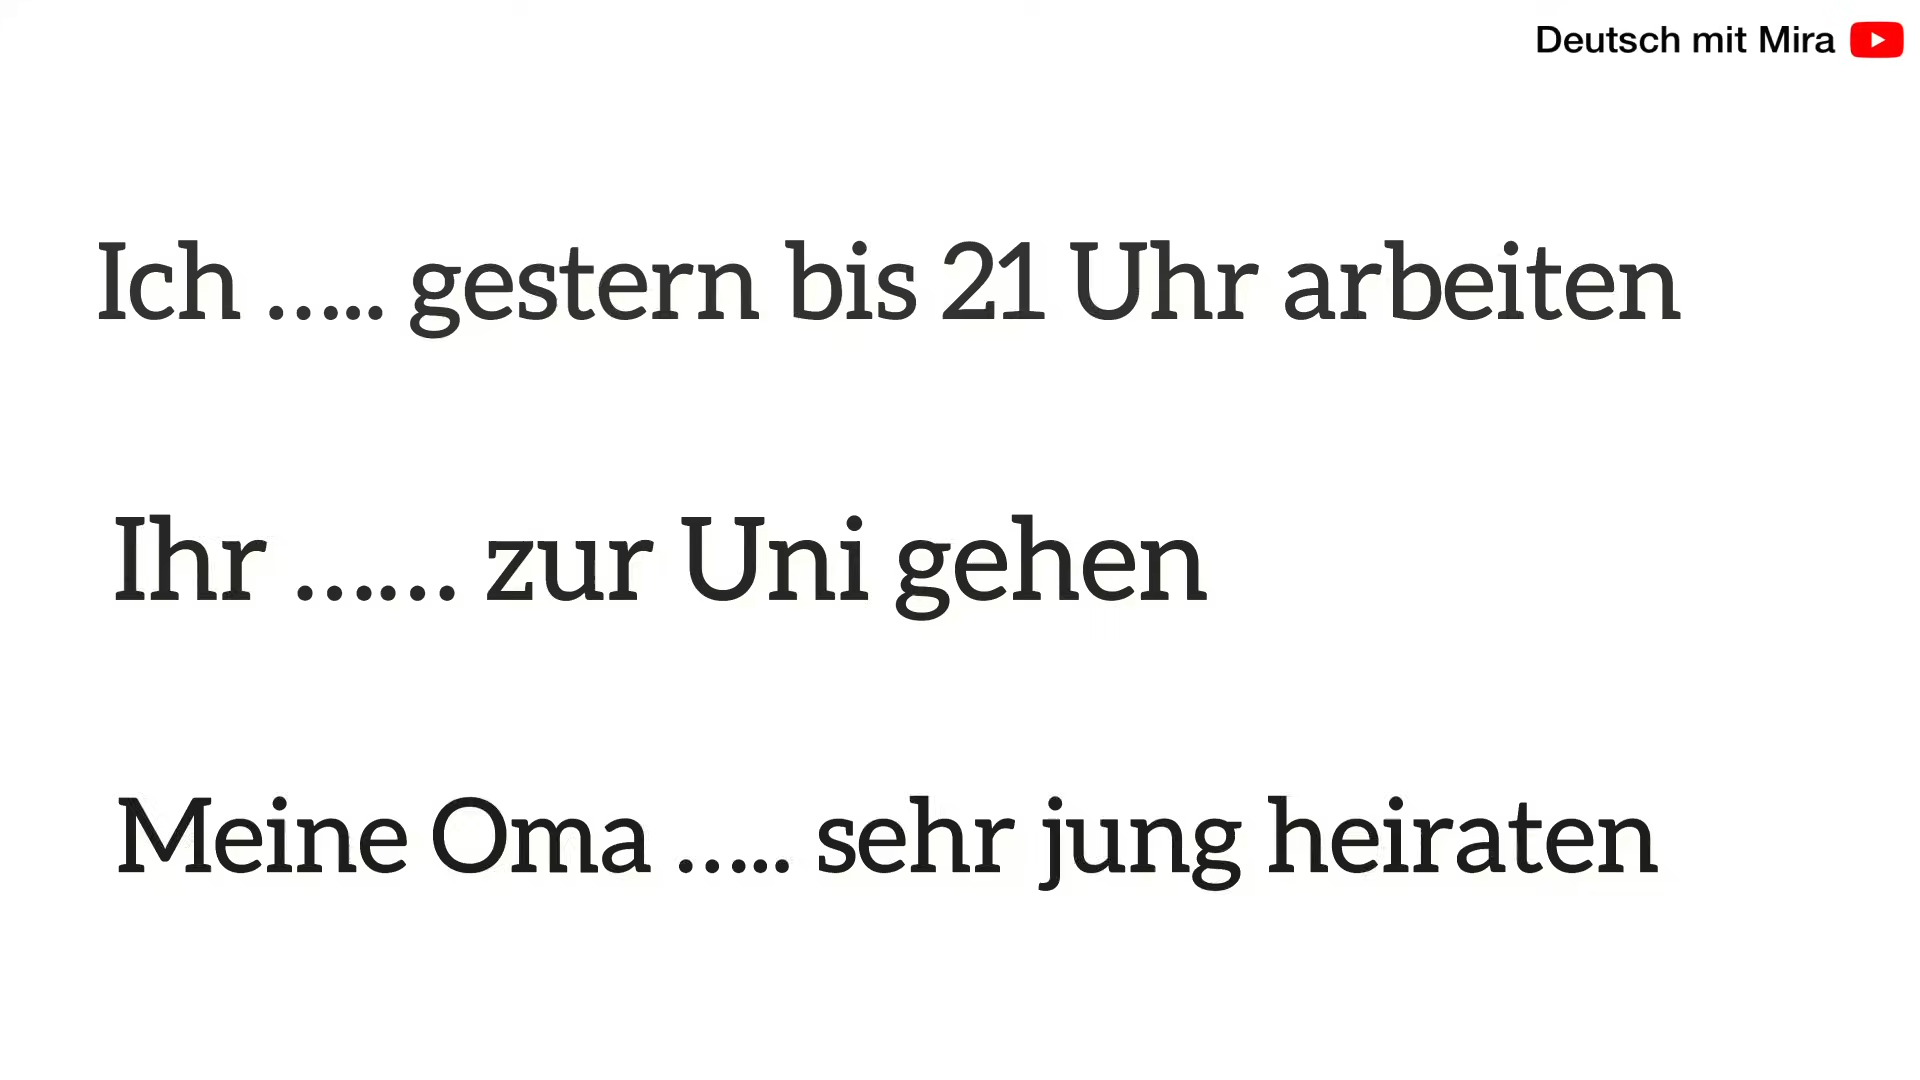 Deutsch mit Mira
Ich ..... gestern bis 21 Uhr arbeiten
Ihr ...... zur Uni gehen
Meine Oma ..... sehr jung heiraten